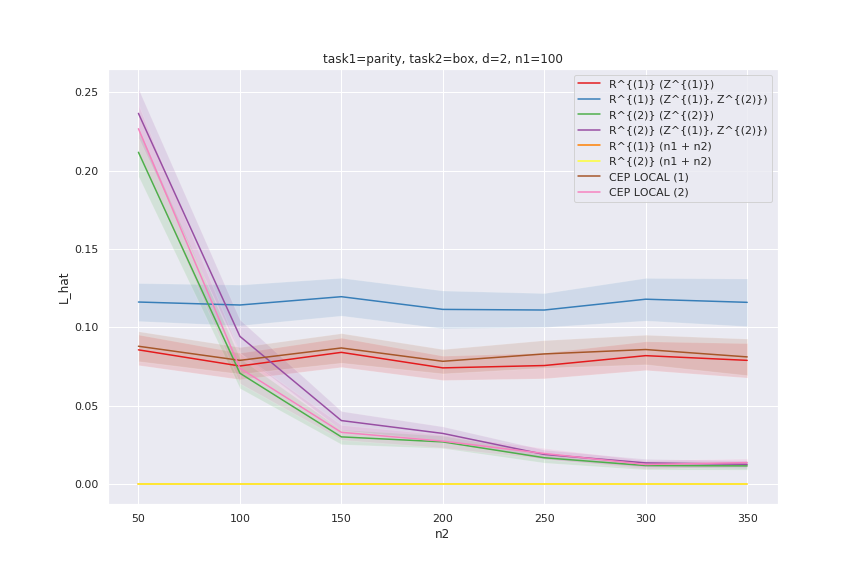 task1=parity, task2=box, d=2, n1=100
R^{(1)} (Z^{(1)})
R^{(1)} (Z^{(1)}, Z^{(2)})
R^{(2)} (Z^{(2)})
R^{(2)} (Z^{(1)}, Z^{(2)})
R^{(1)} (n1 + n2)
R^{(2)} (n1 + n2)
CEP LOCAL (1)
CEP LOCAL (2)
L_hat
0.25
0.20
0.15
0.10
0.05
0.00
50 100 150 200 250 300 350
n2